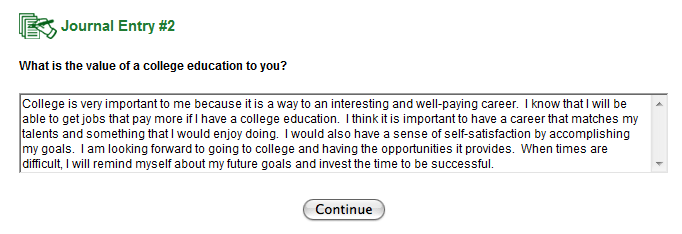 Journal Entry #2
What is the value of a college education to you?
College is very important to me because it is a way to an interesting and well-paying career.  I know that I will be
able to get jobs that pay more if I have a college education.  I think it is important to have a career that matches my
talents and something that I would enjoy doing.  I would also have a sense of self-satisfaction by accomplishing
my goals.  I am looking forward to going to college and having the opportunities it provides.  When times are
difficult, I will remind myself about my future goals and invest the time to be successful.
Continue